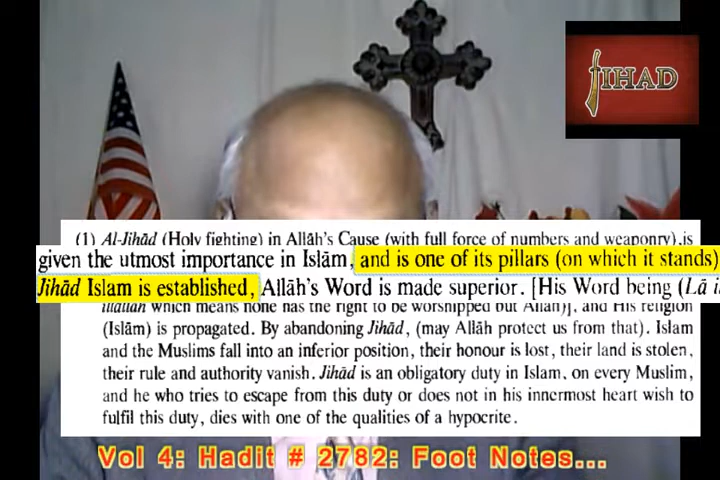 JIHAD
(1) Al-Jihād (Holy fighting) in Allāh's Cause (with full force of numbers and weaponry) is
given the utmost importance in Islām, and is one of its pillars (on which it stands)
Jihād Islam is established, Allāh's Word is made superior. [His Word being (Lā
illallāh which means none has the right to be worshipped but Allāh)], and His religion
(Islām) is propagated. By abandoning Jihād, (may Allāh protect us from that). Islam
and the Muslims fall into an inferior position, their honour is lost, their land is stolen,
their rule and authority vanish. Jihād is an obligatory duty in Islam, on every Muslim,
and he who tries to escape from this duty or does not in his innermost heart wish to
fulfil this duty, dies with one of the qualities of a hypocrite.
Vol 4: Hadit # 2782: Foot Notes...